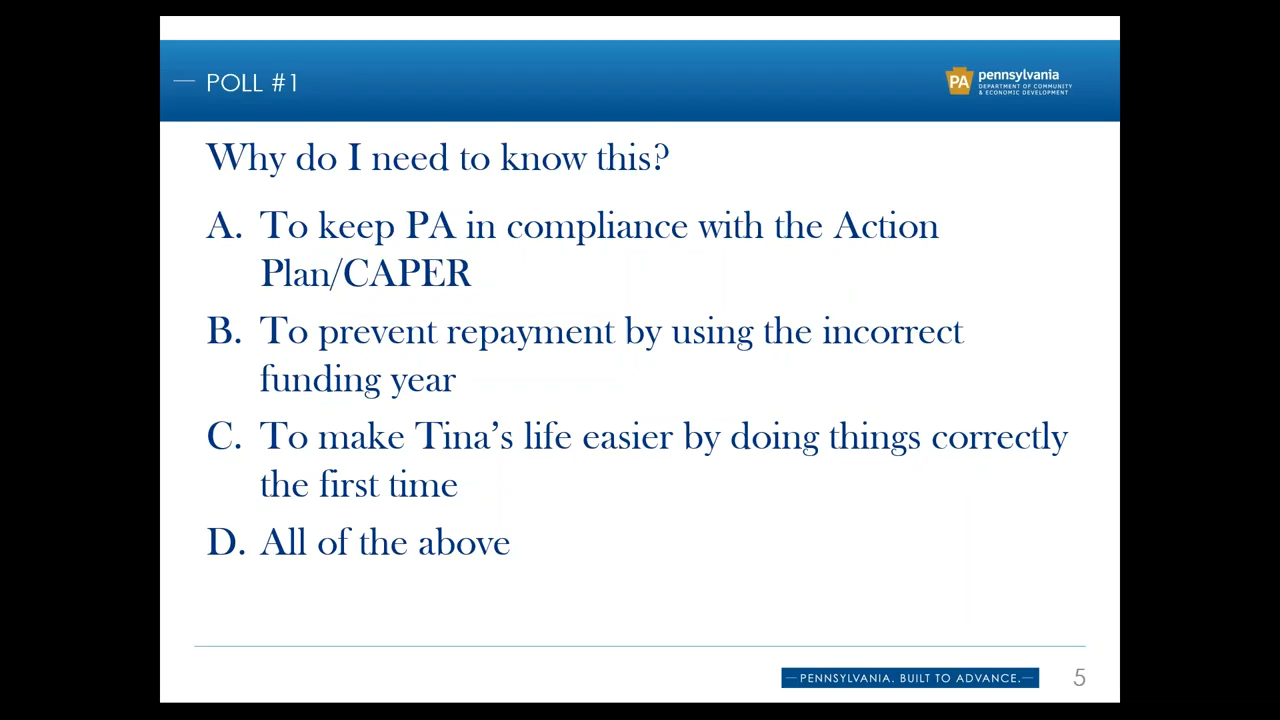 POLL #1
PA
pennsylvania
DEPARTMENT OF COMMUNITY
& ECONOMIC DEVELOPMENT
Why do I need to know this?
A. To keep PA in compliance with the Action
Plan/CAPER
B. To prevent repayment by using the incorrect
funding year
C. To make Tina’s life easier by doing things correctly
the first time
D. All of the above
PENNSYLVANIA. BUILT TO ADVANCE.
5